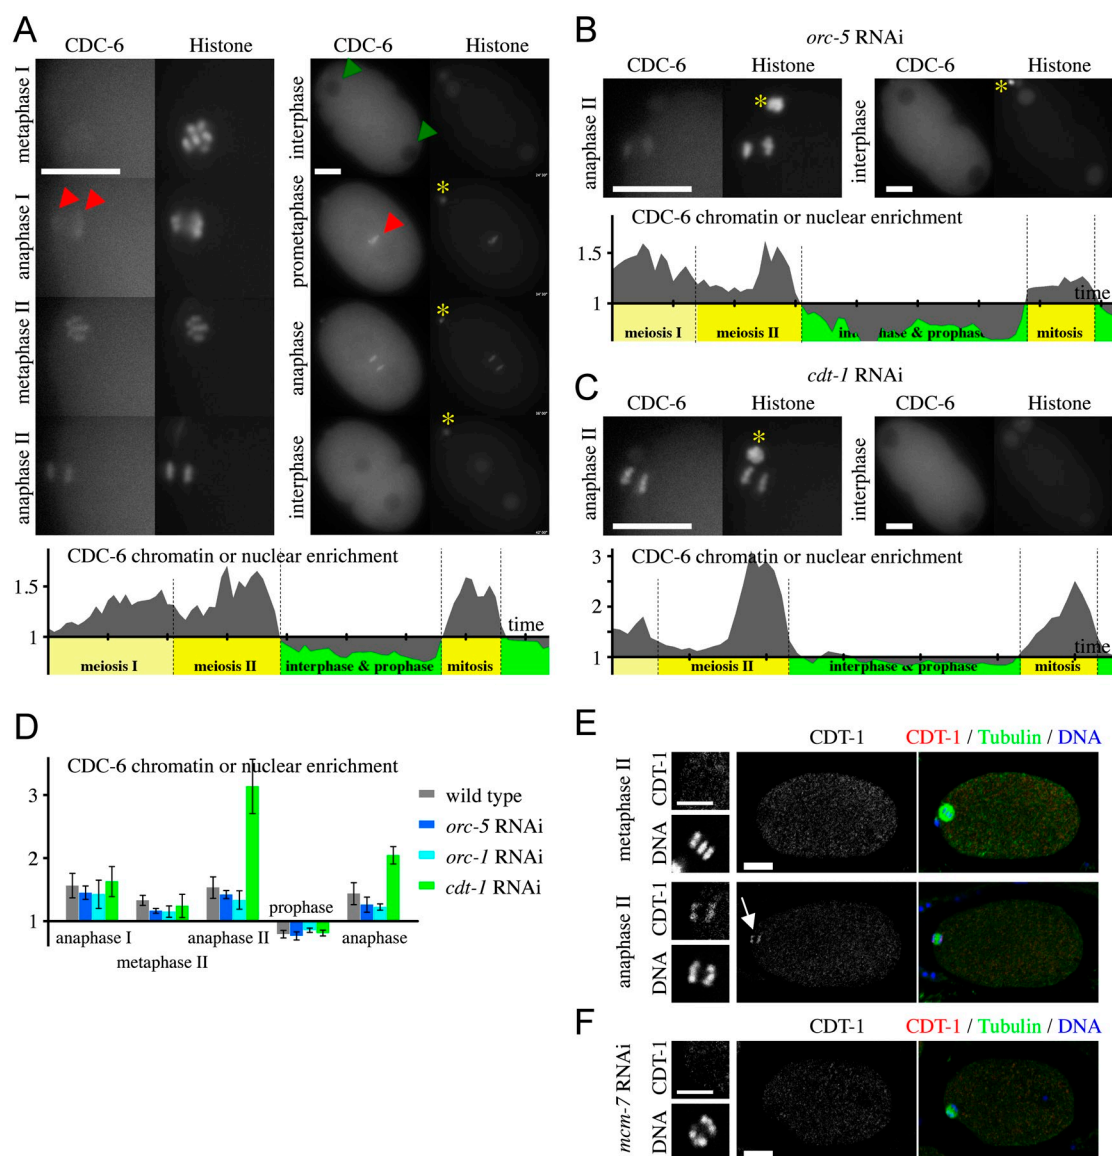 A
CDC-6 Histone CDC-6 Histone
metaphase I
anaphase I
metaphase II
anaphase II
interphase
prometaphase
anaphase
interphase
*
*
*
CDC-6 chromatin or nuclear enrichment
1.5
1
time
meiosis I meiosis II interphase & prophase mitosis
B
orc-5 RNAi
CDC-6 Histone CDC-6 Histone
anaphase II
interphase
*
*
CDC-6 chromatin or nuclear enrichment
1.5
1
time
meiosis I meiosis II interphase & prophase mitosis
C
cdt-1 RNAi
CDC-6 Histone CDC-6 Histone
anaphase II
interphase
*
CDC-6 chromatin or nuclear enrichment
3
2
1
time
meiosis II interphase & prophase mitosis
D
CDC-6 chromatin or nuclear enrichment
3
2
1
wild type
orc-5 RNAi
orc-1 RNAi
cdt-1 RNAi
prophase
anaphase I anaphase II anaphase
metaphase II
E
CDT-1 CDT-1 / Tubulin / DNA
metaphase II
CDT-1
DNA
anaphase II
CDT-1
DNA
F
CDT-1 CDT-1 / Tubulin / DNA
mcm-7 RNAi
CDT-1
DNA